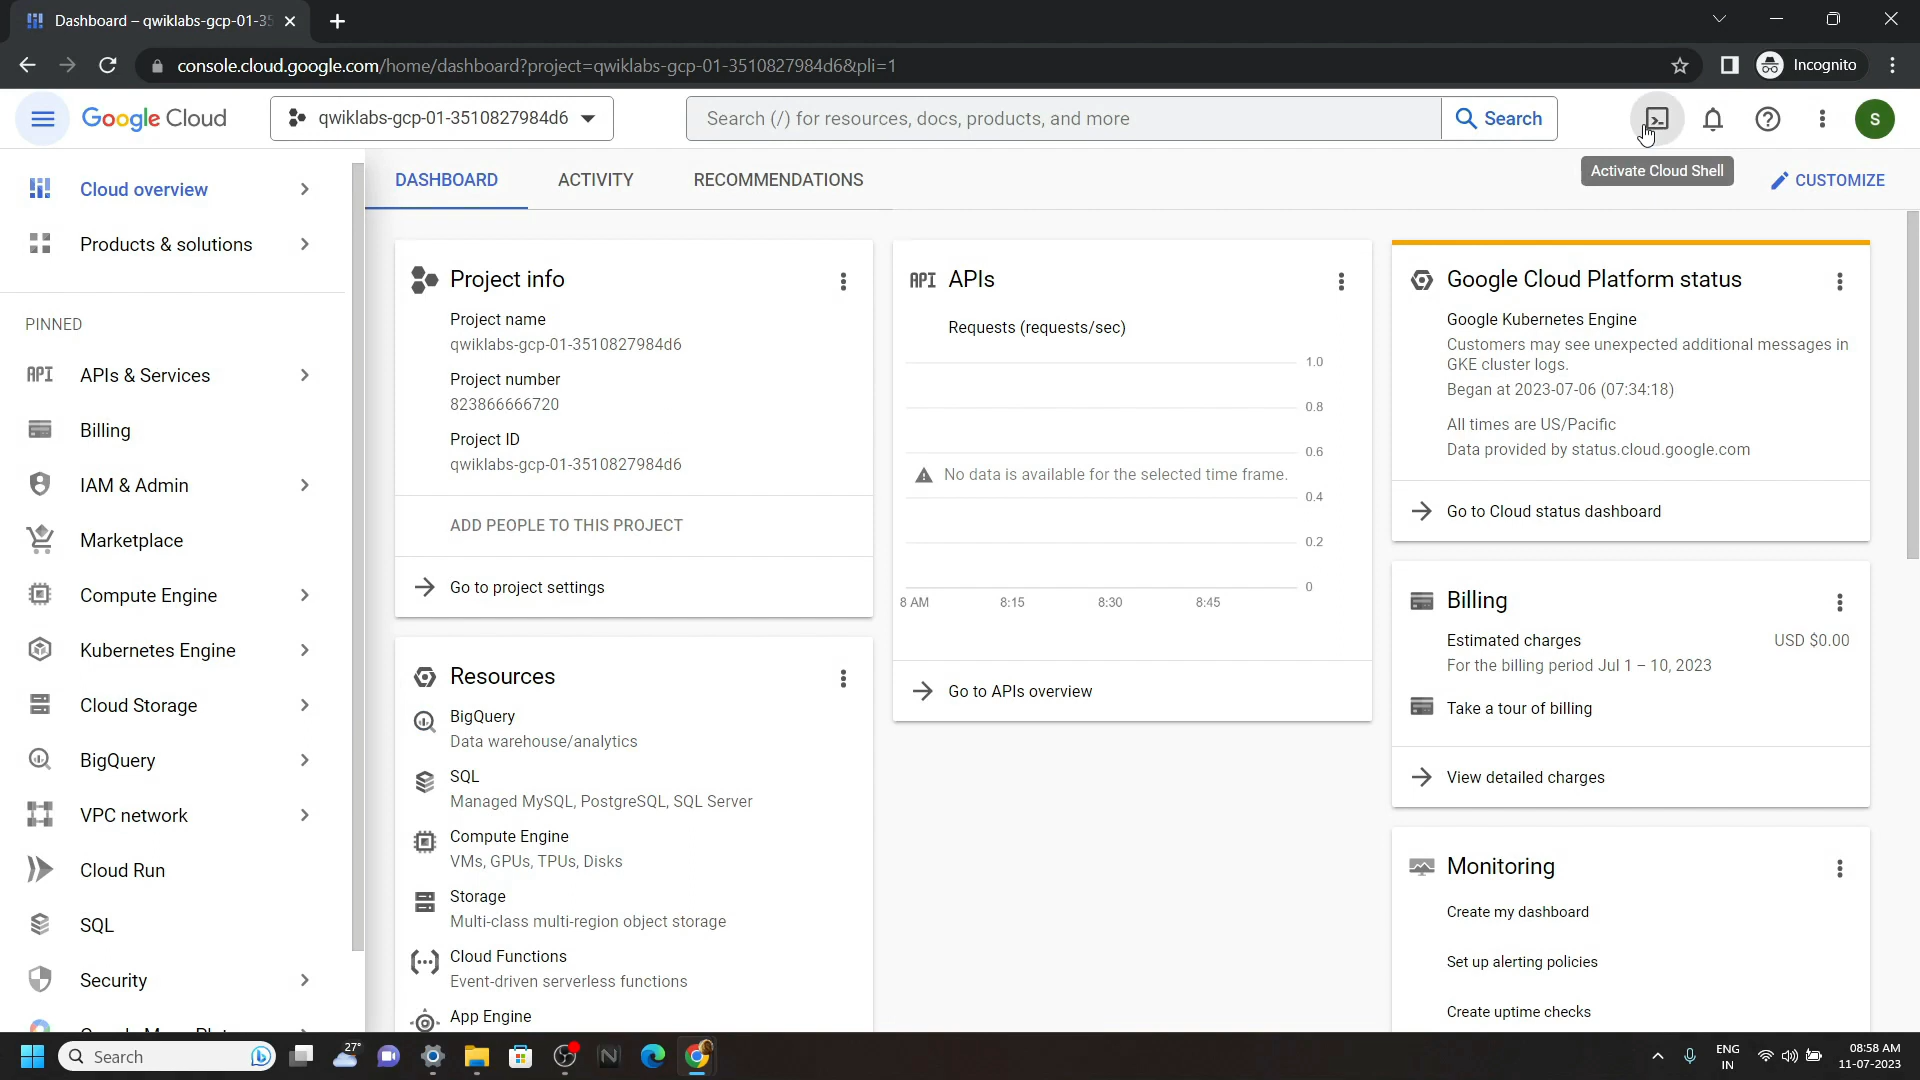 Dashboard – qwiklabs-gcp-01-35
console.cloud.google.com/home/dashboard?project=qwiklabs-gcp-01-3510827984d6&pli=1
Incognito
Google Cloud
qwiklabs-gcp-01-3510827984d6
Search (/) for resources, docs, products, and more
Search
S
Activate Cloud Shell
Cloud overview
Products & solutions
PINNED
API APIs & Services
Billing
IAM & Admin
Marketplace
Compute Engine
Kubernetes Engine
Cloud Storage
BigQuery
VPC network
Cloud Run
SQL
Security
DASHBOARD
ACTIVITY
RECOMMENDATIONS
CUSTOMIZE
Project info
Project name
qwiklabs-gcp-01-3510827984d6
Project number
823866666720
Project ID
qwiklabs-gcp-01-3510827984d6
ADD PEOPLE TO THIS PROJECT
Go to project settings
Resources
BigQuery
Data warehouse/analytics
SQL
Managed MySQL, PostgreSQL, SQL Server
Compute Engine
VMs, GPUs, TPUs, Disks
Storage
Multi-class multi-region object storage
Cloud Functions
Event-driven serverless functions
App Engine
API APIs
Requests (requests/sec)
1.0
0.8
0.6
No data is available for the selected time frame.
0.4
0.2
0
8 AM 8:15 8:30 8:45
Go to APIs overview
Google Cloud Platform status
Google Kubernetes Engine
Customers may see unexpected additional messages in
GKE cluster logs.
Began at 2023-07-06 (07:34:18)
All times are US/Pacific
Data provided by status.cloud.google.com
Go to Cloud status dashboard
Billing
Estimated charges USD $0.00
For the billing period Jul 1 – 10, 2023
Take a tour of billing
View detailed charges
Monitoring
Create my dashboard
Set up alerting policies
Create uptime checks
Search
27°
N
ENG
IN
08:58 AM
11-07-2023